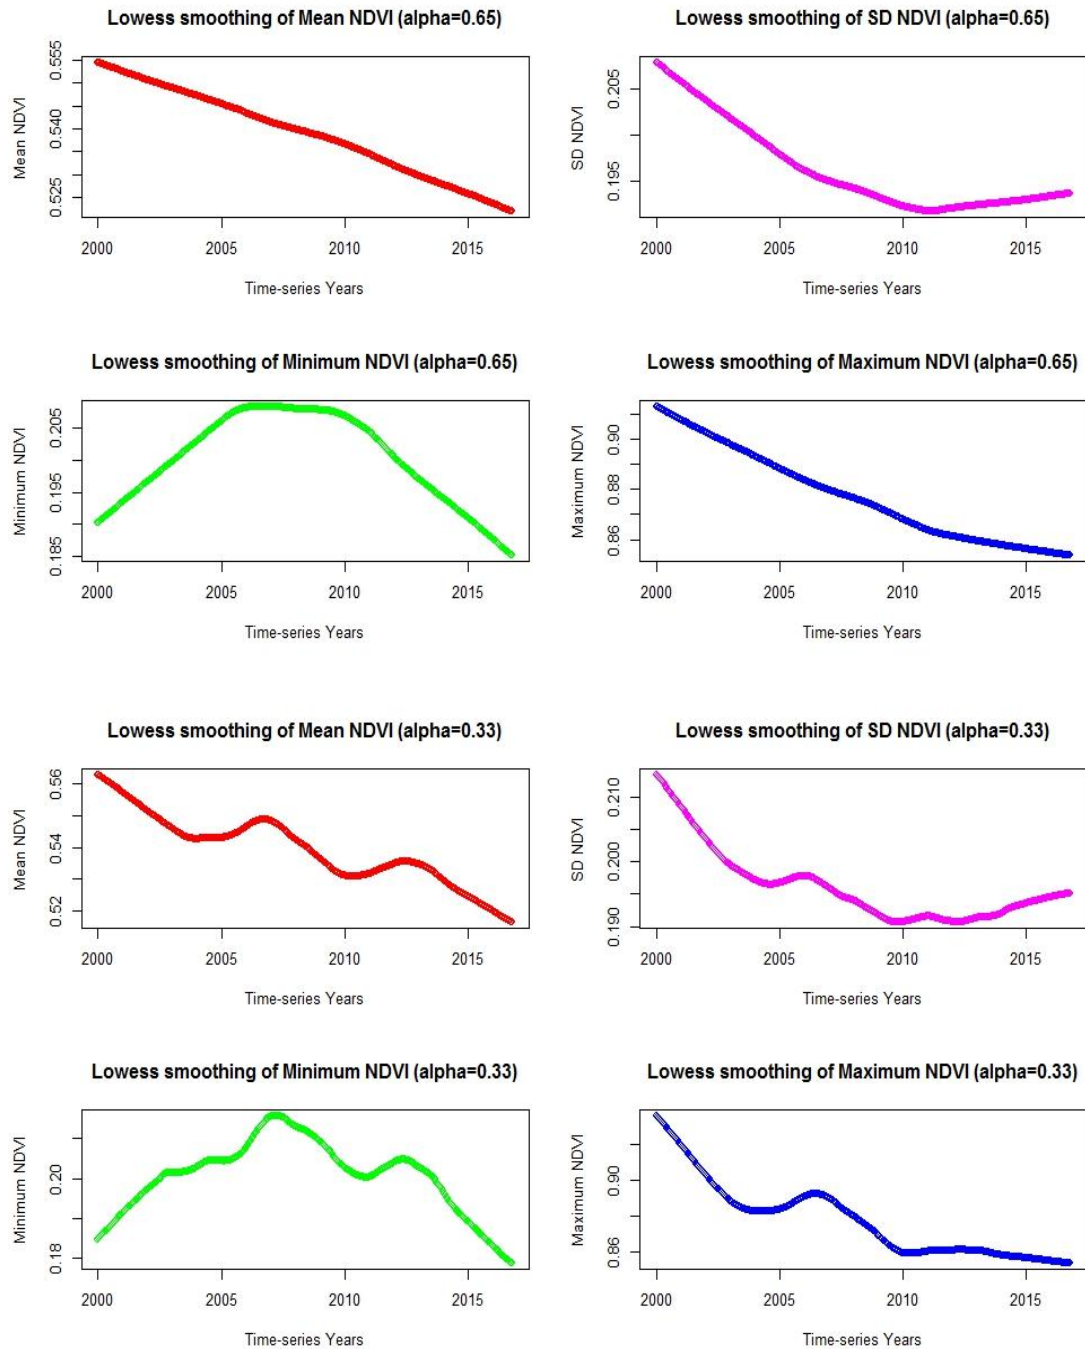 Lowess smoothing of Mean NDVI (alpha=0.65)
Mean NDVI
0.555
0.540
0.525
2000 2005 2010 2015
Time-series Years
Lowess smoothing of SD NDVI (alpha=0.65)
SD NDVI
0.205
0.195
2000 2005 2010 2015
Time-series Years
Lowess smoothing of Minimum NDVI (alpha=0.65)
Minimum NDVI
0.205
0.195
0.185
2000 2005 2010 2015
Time-series Years
Lowess smoothing of Maximum NDVI (alpha=0.65)
Maximum NDVI
0.90
0.88
0.86
2000 2005 2010 2015
Time-series Years
Lowess smoothing of Mean NDVI (alpha=0.33)
Mean NDVI
0.56
0.54
0.52
2000 2005 2010 2015
Time-series Years
Lowess smoothing of SD NDVI (alpha=0.33)
SD NDVI
0.210
0.200
0.190
2000 2005 2010 2015
Time-series Years
Lowess smoothing of Minimum NDVI (alpha=0.33)
Minimum NDVI
0.20
0.18
2000 2005 2010 2015
Time-series Years
Lowess smoothing of Maximum NDVI (alpha=0.33)
Maximum NDVI
0.90
0.86
2000 2005 2010 2015
Time-series Years